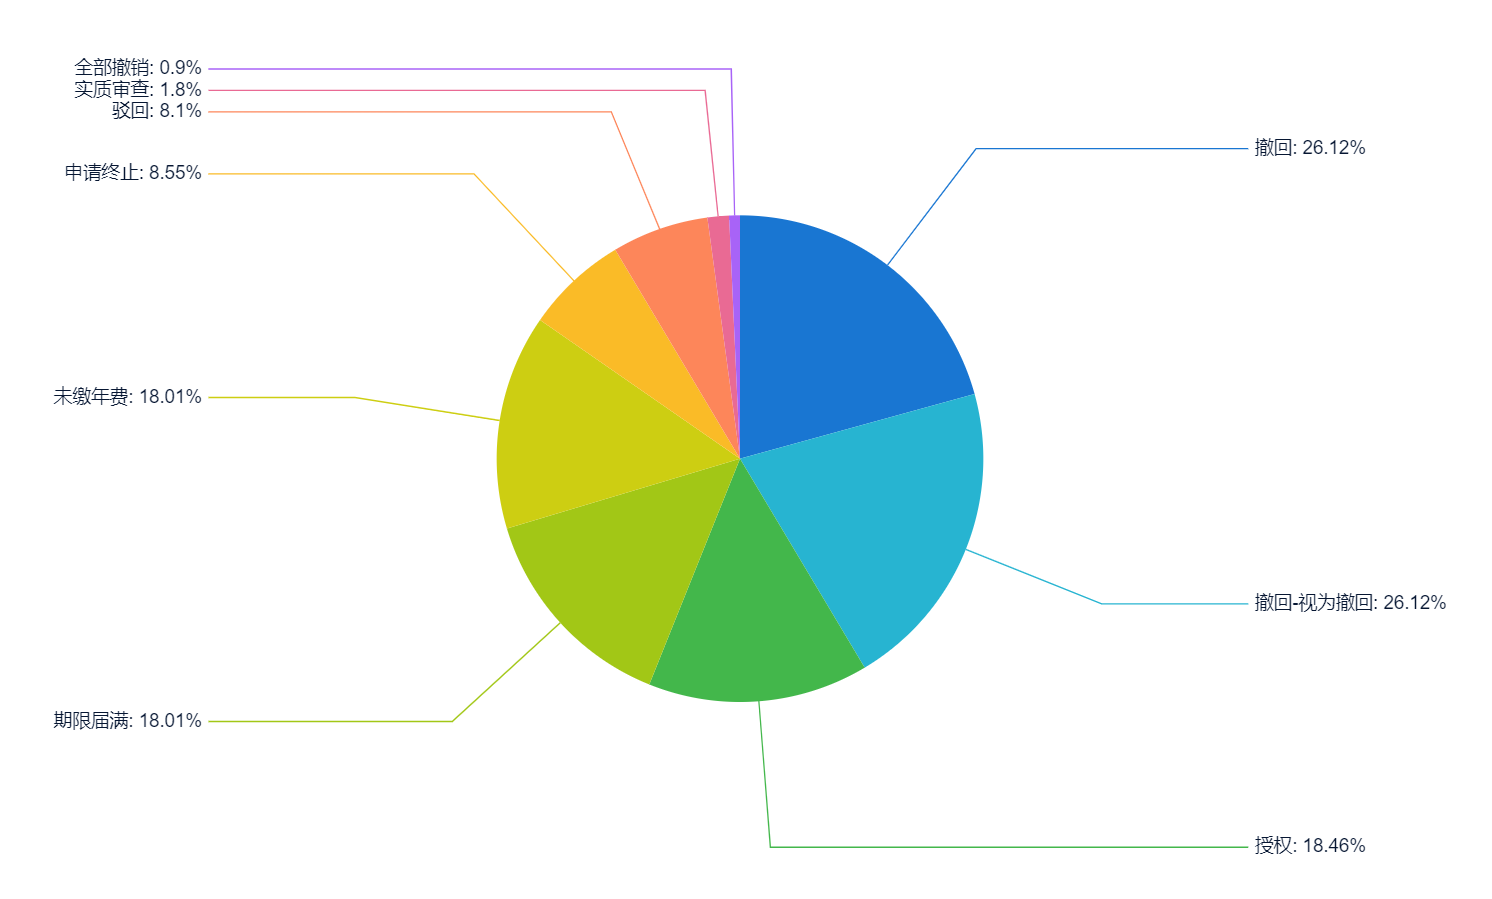 全部撤销: 0.9%
实质审查: 1.8%
驳回: 8.1%
撤回: 26.12%
申请终止: 8.55%
未缴年费: 18.01%
撤回-视为撤回: 26.12%
期限届满: 18.01%
授权: 18.46%